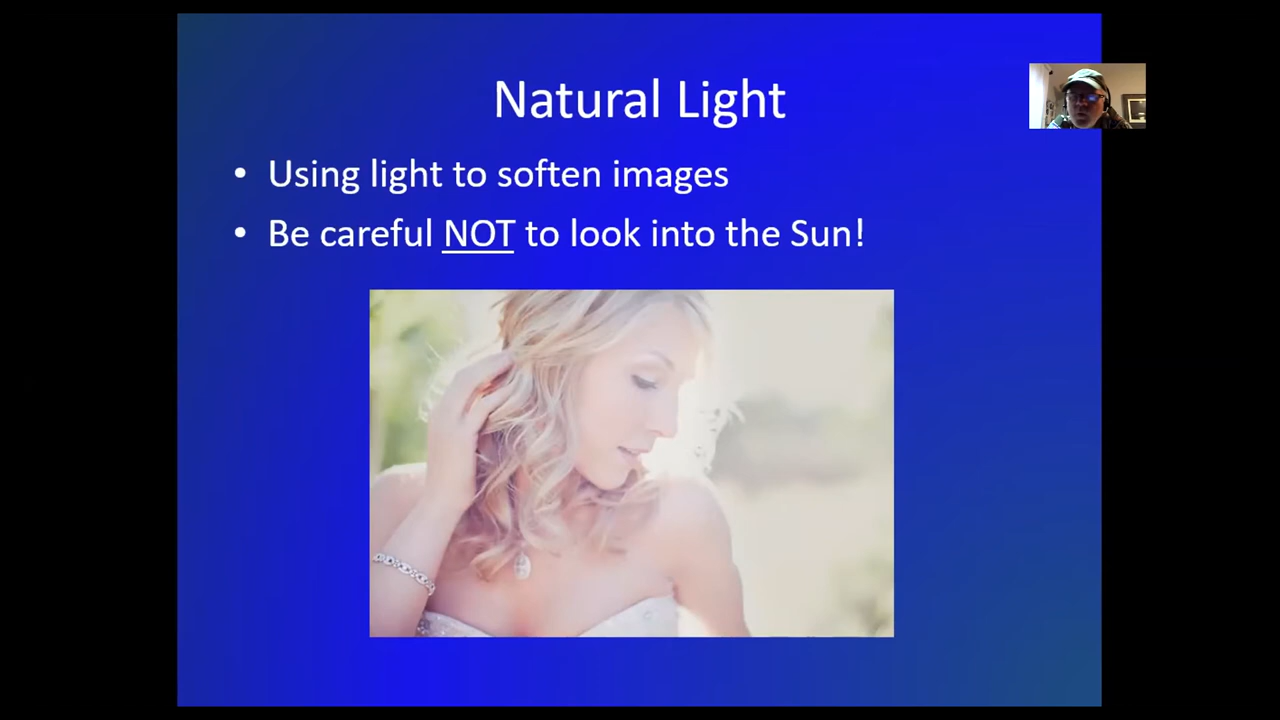 Natural Light
• Using light to soften images
• Be careful NOT to look into the Sun!